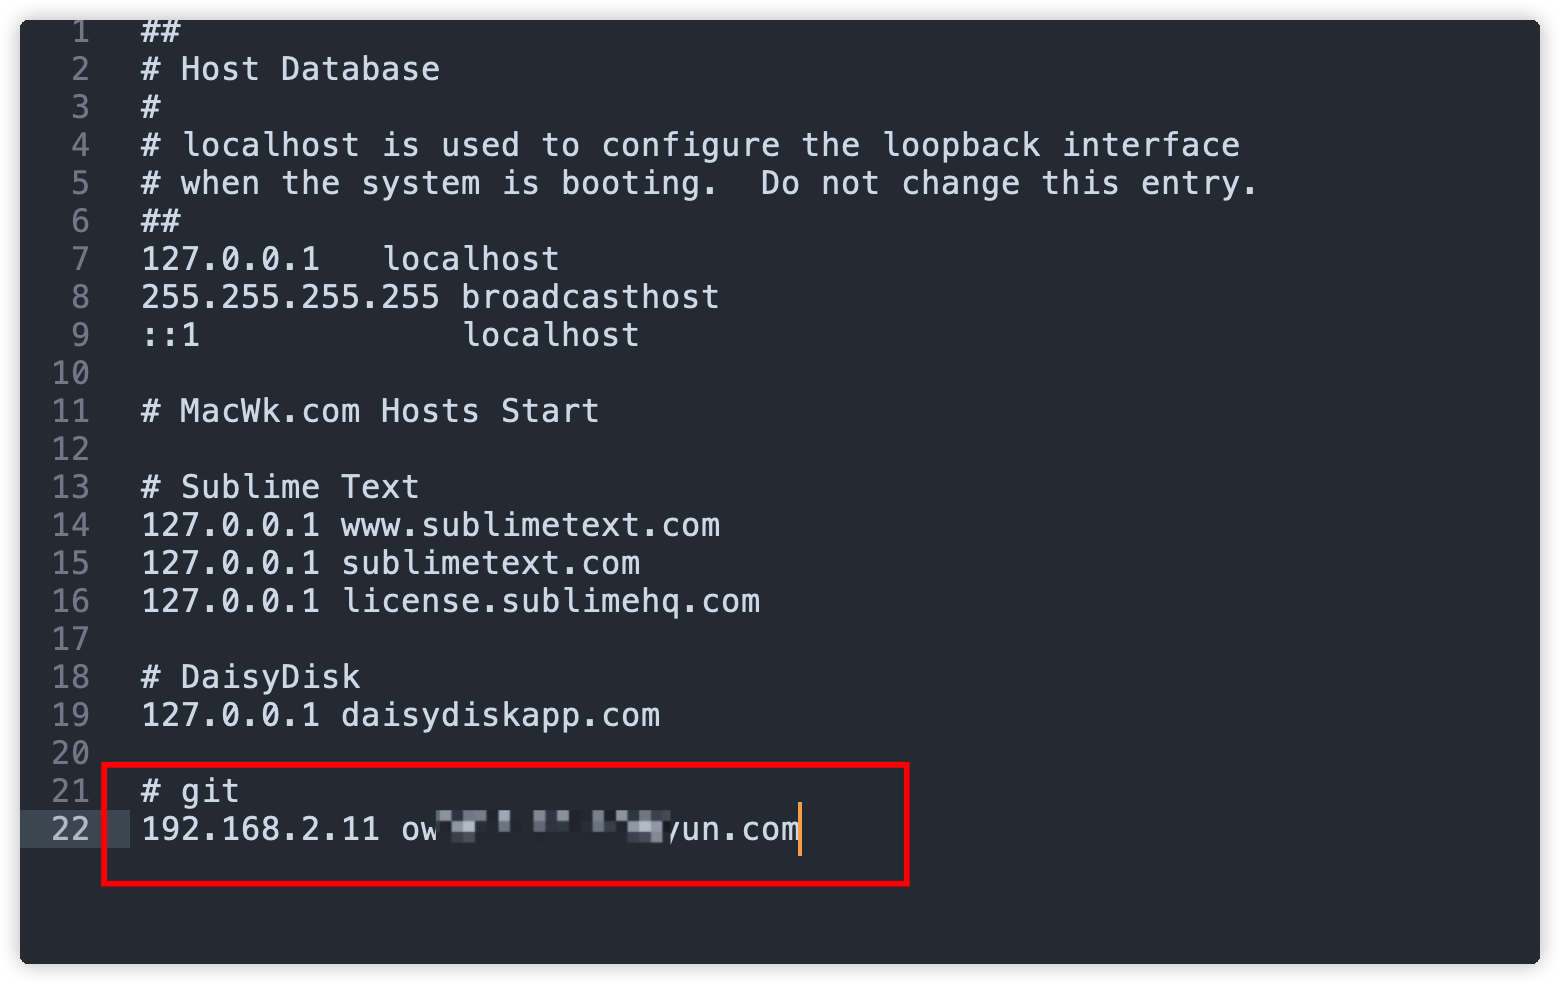 1 ##
2 # Host Database
3 #
4 # localhost is used to configure the loopback interface
5 # when the system is booting.  Do not change this entry.
6 ##
7 127.0.0.1   localhost
8 255.255.255.255 broadcasthost
9 ::1             localhost
10
11 # MacWk.com Hosts Start
12
13 # Sublime Text
14 127.0.0.1 www.sublimetext.com
15 127.0.0.1 sublimetext.com
16 127.0.0.1 license.sublimehq.com
17
18 # DaisyDisk
19 127.0.0.1 daisydiskapp.com
20
21 # git
22 192.168.2.11